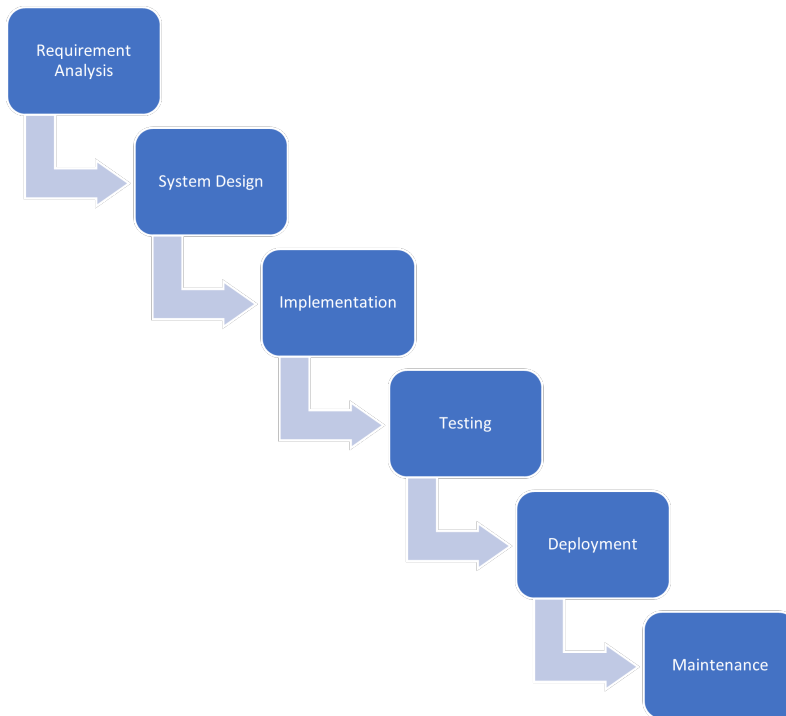 Requirement
Analysis
System Design
Implementation
Testing
Deployment
Maintenance